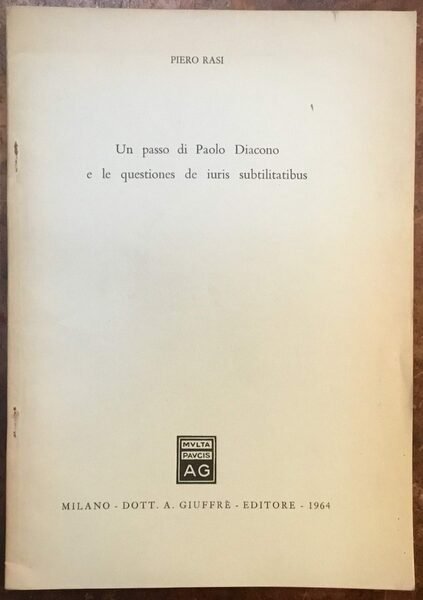 PIERO RASI
Un passo di Paolo Diacono
e le questiones de iuris subtilitatibus
MVLTA
PAVCIS
AG
MILANO - DOTT. A. GIUFFRÈ - EDITORE - 1964